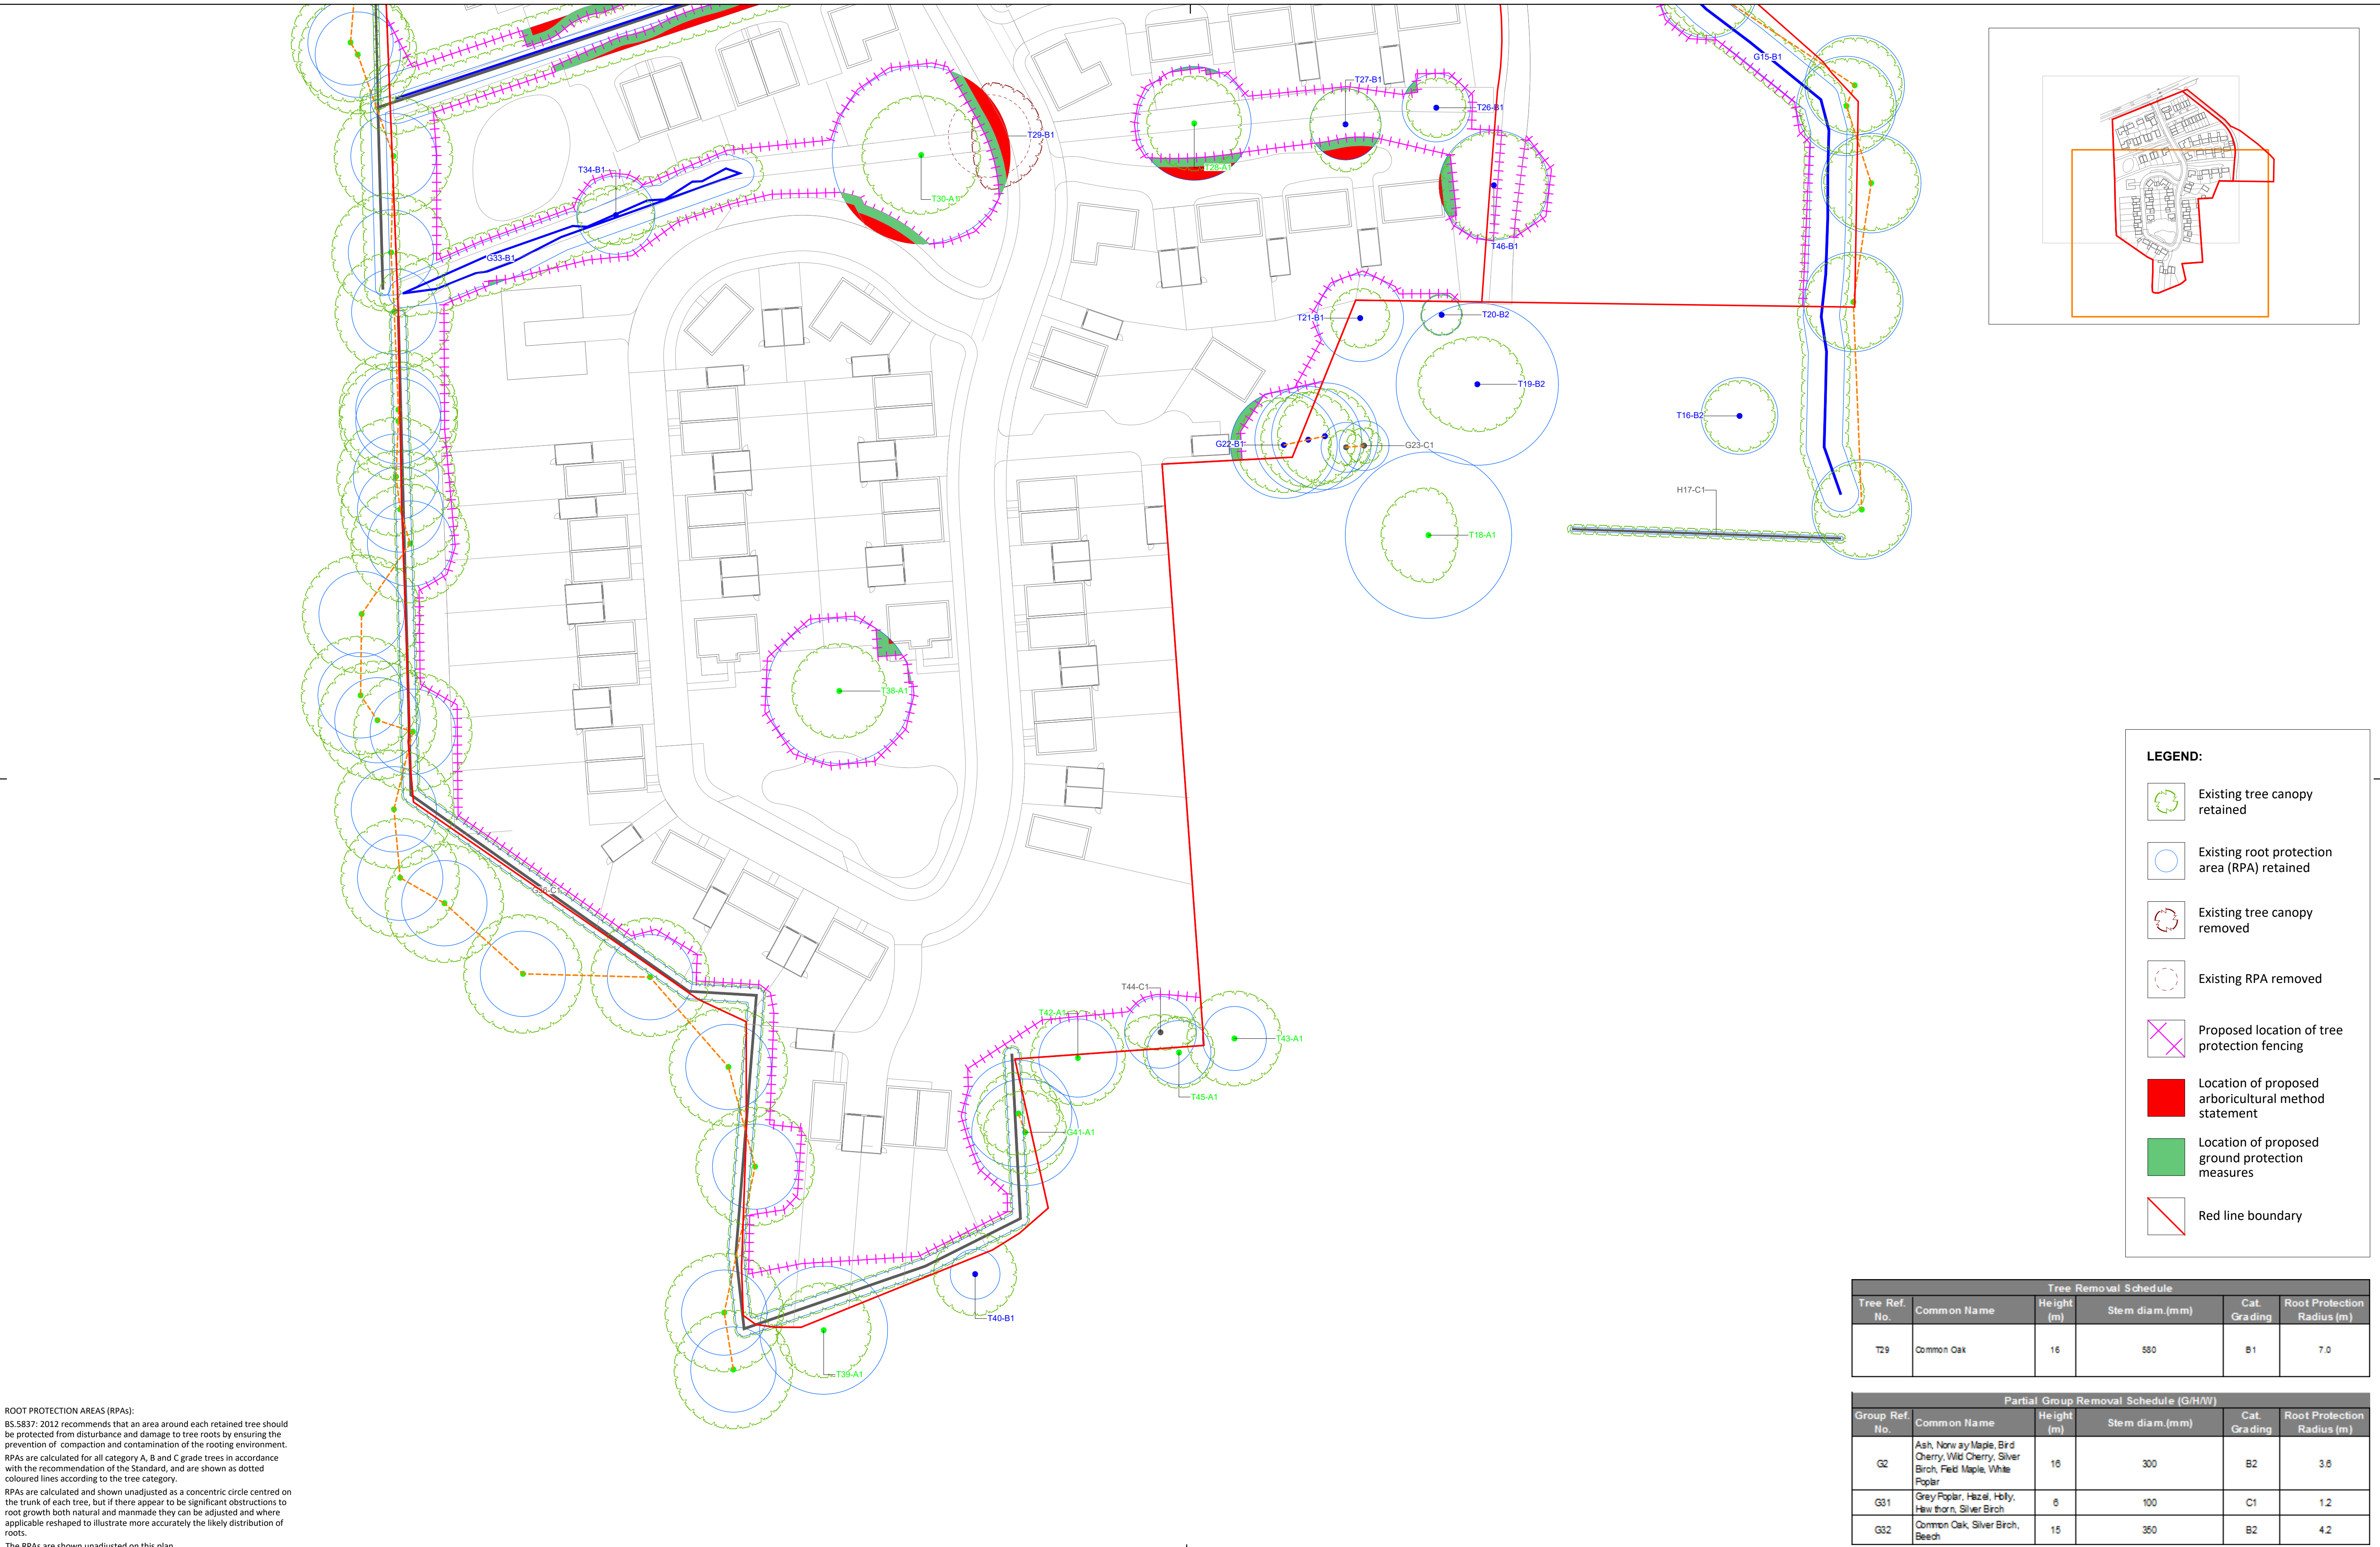 G15-B1
T27-B1
T26-B1
T29-B1
T34-B1
T28-A1
T30-A1
T46-B1
G33-B1
T21-B1
T20-B2
T19-B2
T16-B2
G22-B1
G23-C1
H17-C1
T18-A1
T38-A1
G36-C1
T44-C1
T42-A1
T43-A1
T45-A1
G41-A1
T40-B1
T39-A1
LEGEND:
Existing tree canopy
retained
Existing root protection
area (RPA) retained
Existing tree canopy
removed
Existing RPA removed
Proposed location of tree
protection fencing
Location of proposed
arboricultural method
statement
Location of proposed
ground protection
measures
Red line boundary
Tree Removal Schedule
Tree Ref. No. Common Name Height (m) Stem diam.(mm) Cat. Grading Root Protection Radius (m)
T29 Common Oak 16 580 B1 7.0
Partial Group Removal Schedule (G/H/W)
Group Ref. No. Common Name Height (m) Stem diam.(mm) Cat. Grading Root Protection Radius (m)
G2 Ash, Norway Maple, Bird Cherry, Wild Cherry, Silver Birch, Field Maple, White Poplar 16 300 B2 3.6
G31 Grey Poplar, Hazel, Holly, Hawthorn, Silver Birch 6 100 C1 1.2
G32 Common Oak, Silver Birch, Beech 15 350 B2 4.2
ROOT PROTECTION AREAS (RPAs):
BS.5837: 2012 recommends that an area around each retained tree should
be protected from disturbance and damage to tree roots by ensuring the
prevention of compaction and contamination of the rooting environment.
RPAs are calculated for all category A, B and C grade trees in accordance
with the recommendation of the Standard, and are shown as dotted
coloured lines according to the tree category.
RPAs are calculated and shown unadjusted as a concentric circle centred on
the trunk of each tree, but if there appear to be significant obstructions to
root growth both natural and manmade they can be adjusted and where
applicable reshaped to illustrate more accurately the likely distribution of
roots.
The RPAs are shown unadjusted on this plan